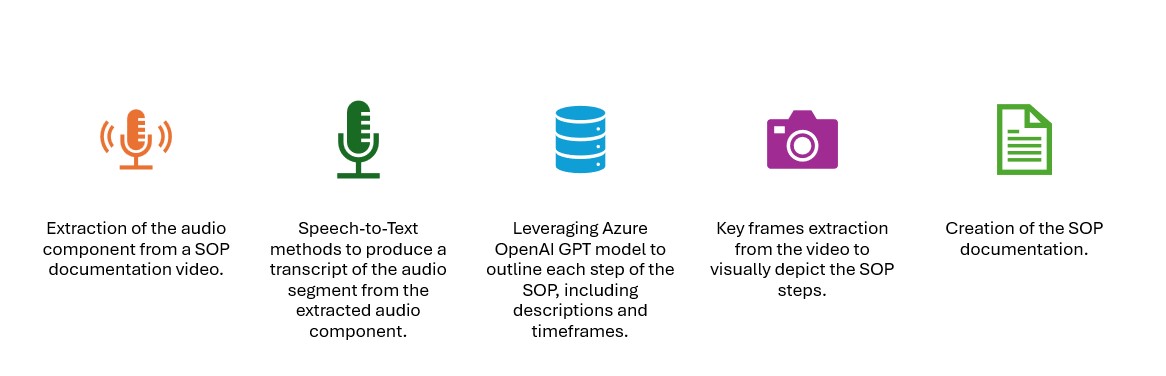 Extraction of the audio
component from a SOP
documentation video.
Speech-to-Text
methods to produce a
transcript of the audio
segment from the
extracted audio
component.
Leveraging Azure
OpenAI GPT model to
outline each step of the
SOP, including
descriptions and
timeframes.
Key frames extraction
from the video to
visually depict the SOP
steps.
Creation of the SOP
documentation.